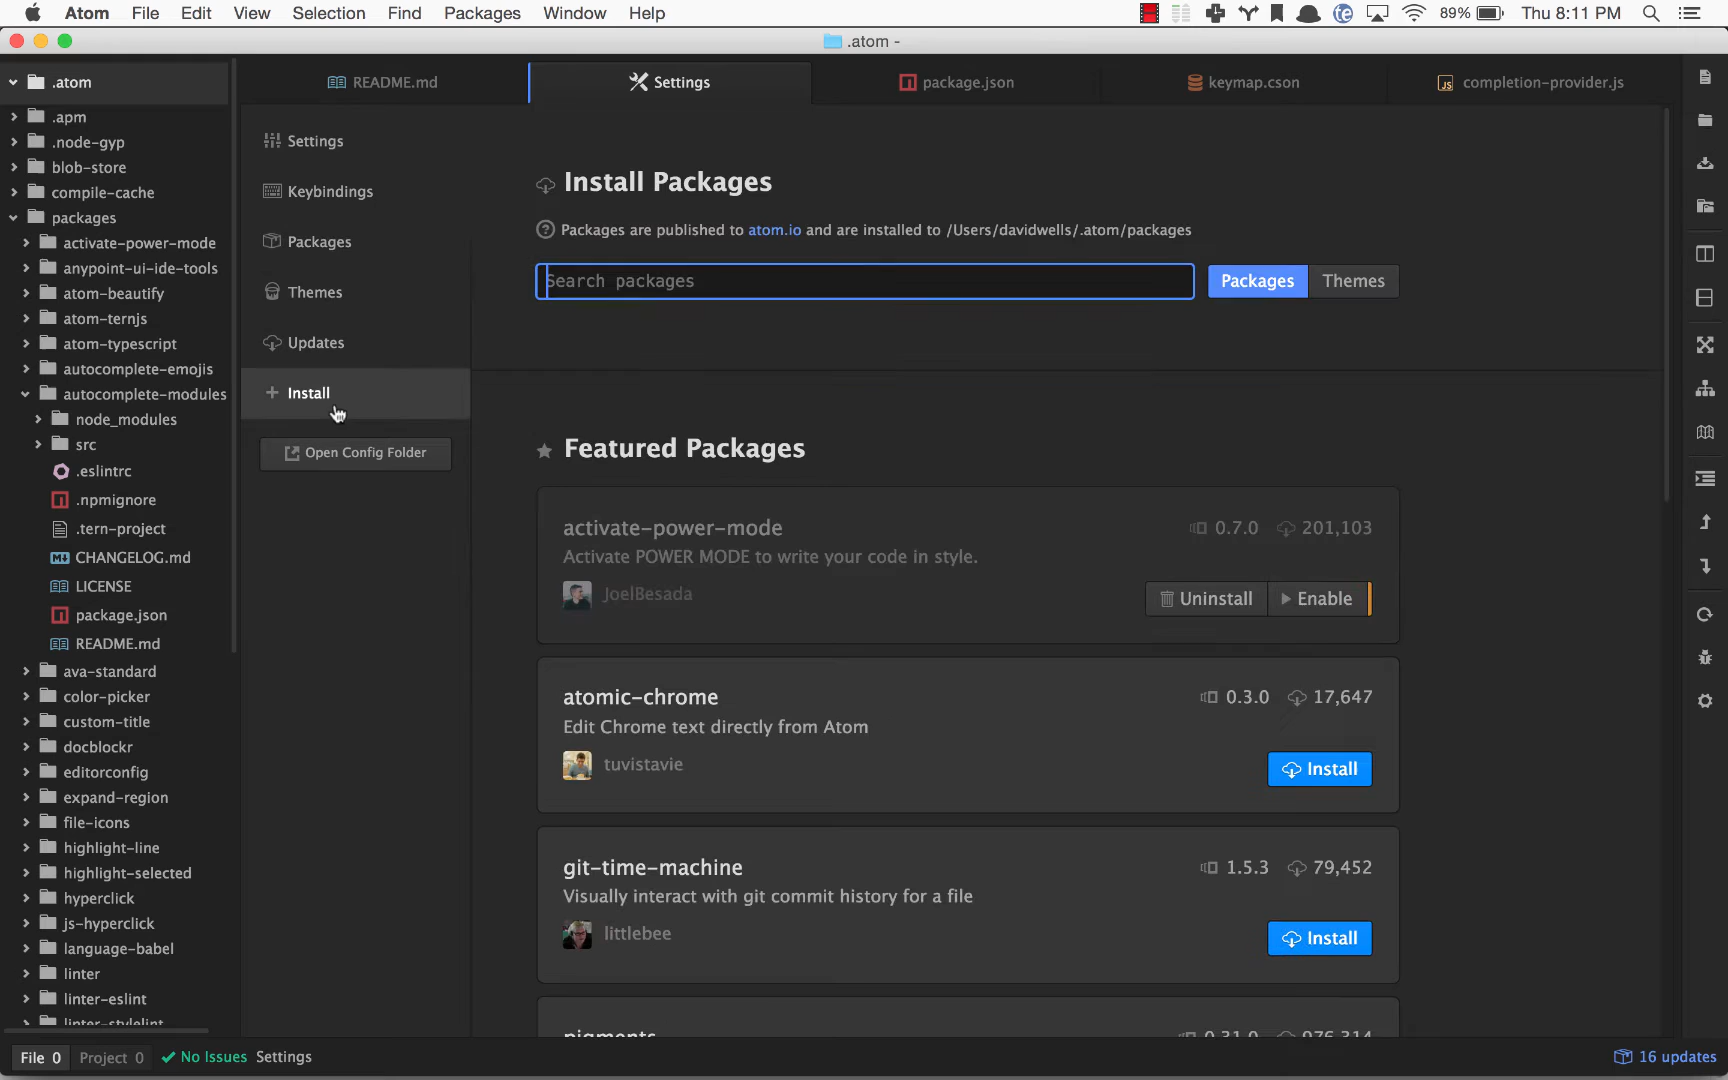 Atom File Edit View Selection Find Packages Window Help
te 89% Thu 8:11 PM
.atom -
.atom
.apm
.node-gyp
blob-store
compile-cache
packages
activate-power-mode
anypoint-ui-ide-tools
atom-beautify
atom-ternjs
atom-typescript
autocomplete-emojis
autocomplete-modules
node_modules
src
.eslintrc
.npmignore
.tern-project
CHANGELOG.md
LICENSE
package.json
README.md
ava-standard
color-picker
custom-title
docblockr
editorconfig
expand-region
file-icons
highlight-line
highlight-selected
hyperclick
js-hyperclick
language-babel
linter
linter-eslint
linter-stylelint
README.md
Settings
package.json
keymap.cson
completion-provider.js
Settings
Keybindings
Packages
Themes
Updates
Install
Open Config Folder
Install Packages
Packages are published to atom.io and are installed to /Users/davidwells/.atom/packages
Search packages
Packages Themes
Featured Packages
activate-power-mode 0.7.0 201,103
Activate POWER MODE to write your code in style.
JoelBesada
Uninstall Enable
atomic-chrome 0.3.0 17,647
Edit Chrome text directly from Atom
tuvistavie
Install
git-time-machine 1.5.3 79,452
Visually interact with git commit history for a file
littlebee
Install
pigments 0.31.0 976,314
File 0 Project 0 No Issues Settings
16 updates